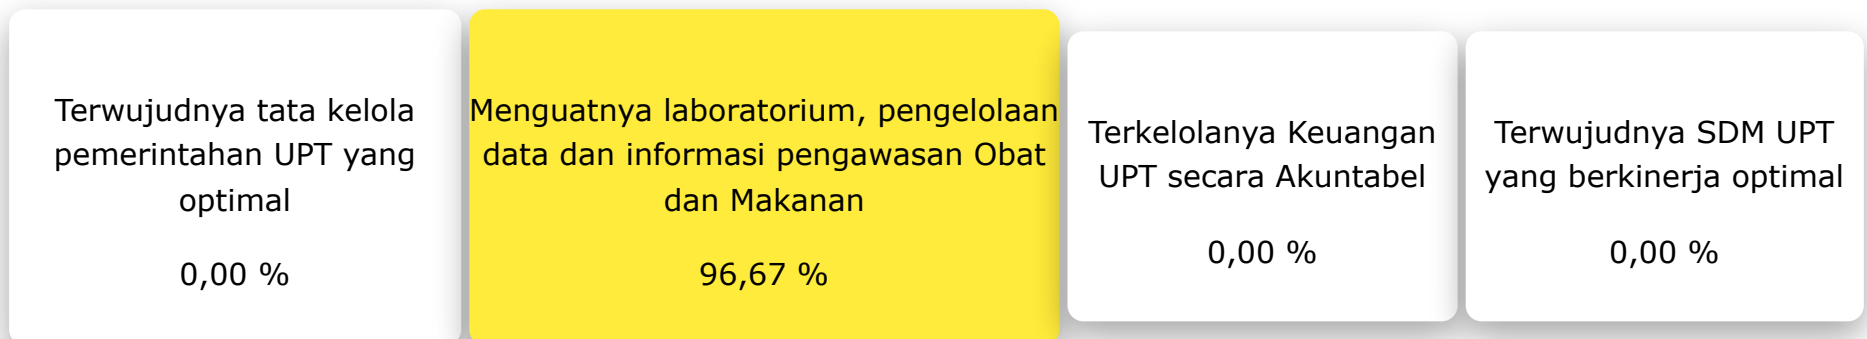 Terwujudnya tata kelola
pemerintahan UPT yang
optimal
0,00 %
Menguatnya laboratorium, pengelolaan
data dan informasi pengawasan Obat
dan Makanan
96,67 %
Terkelolanya Keuangan
UPT secara Akuntabel
0,00 %
Terwujudnya SDM UPT
yang berkinerja optimal
0,00 %